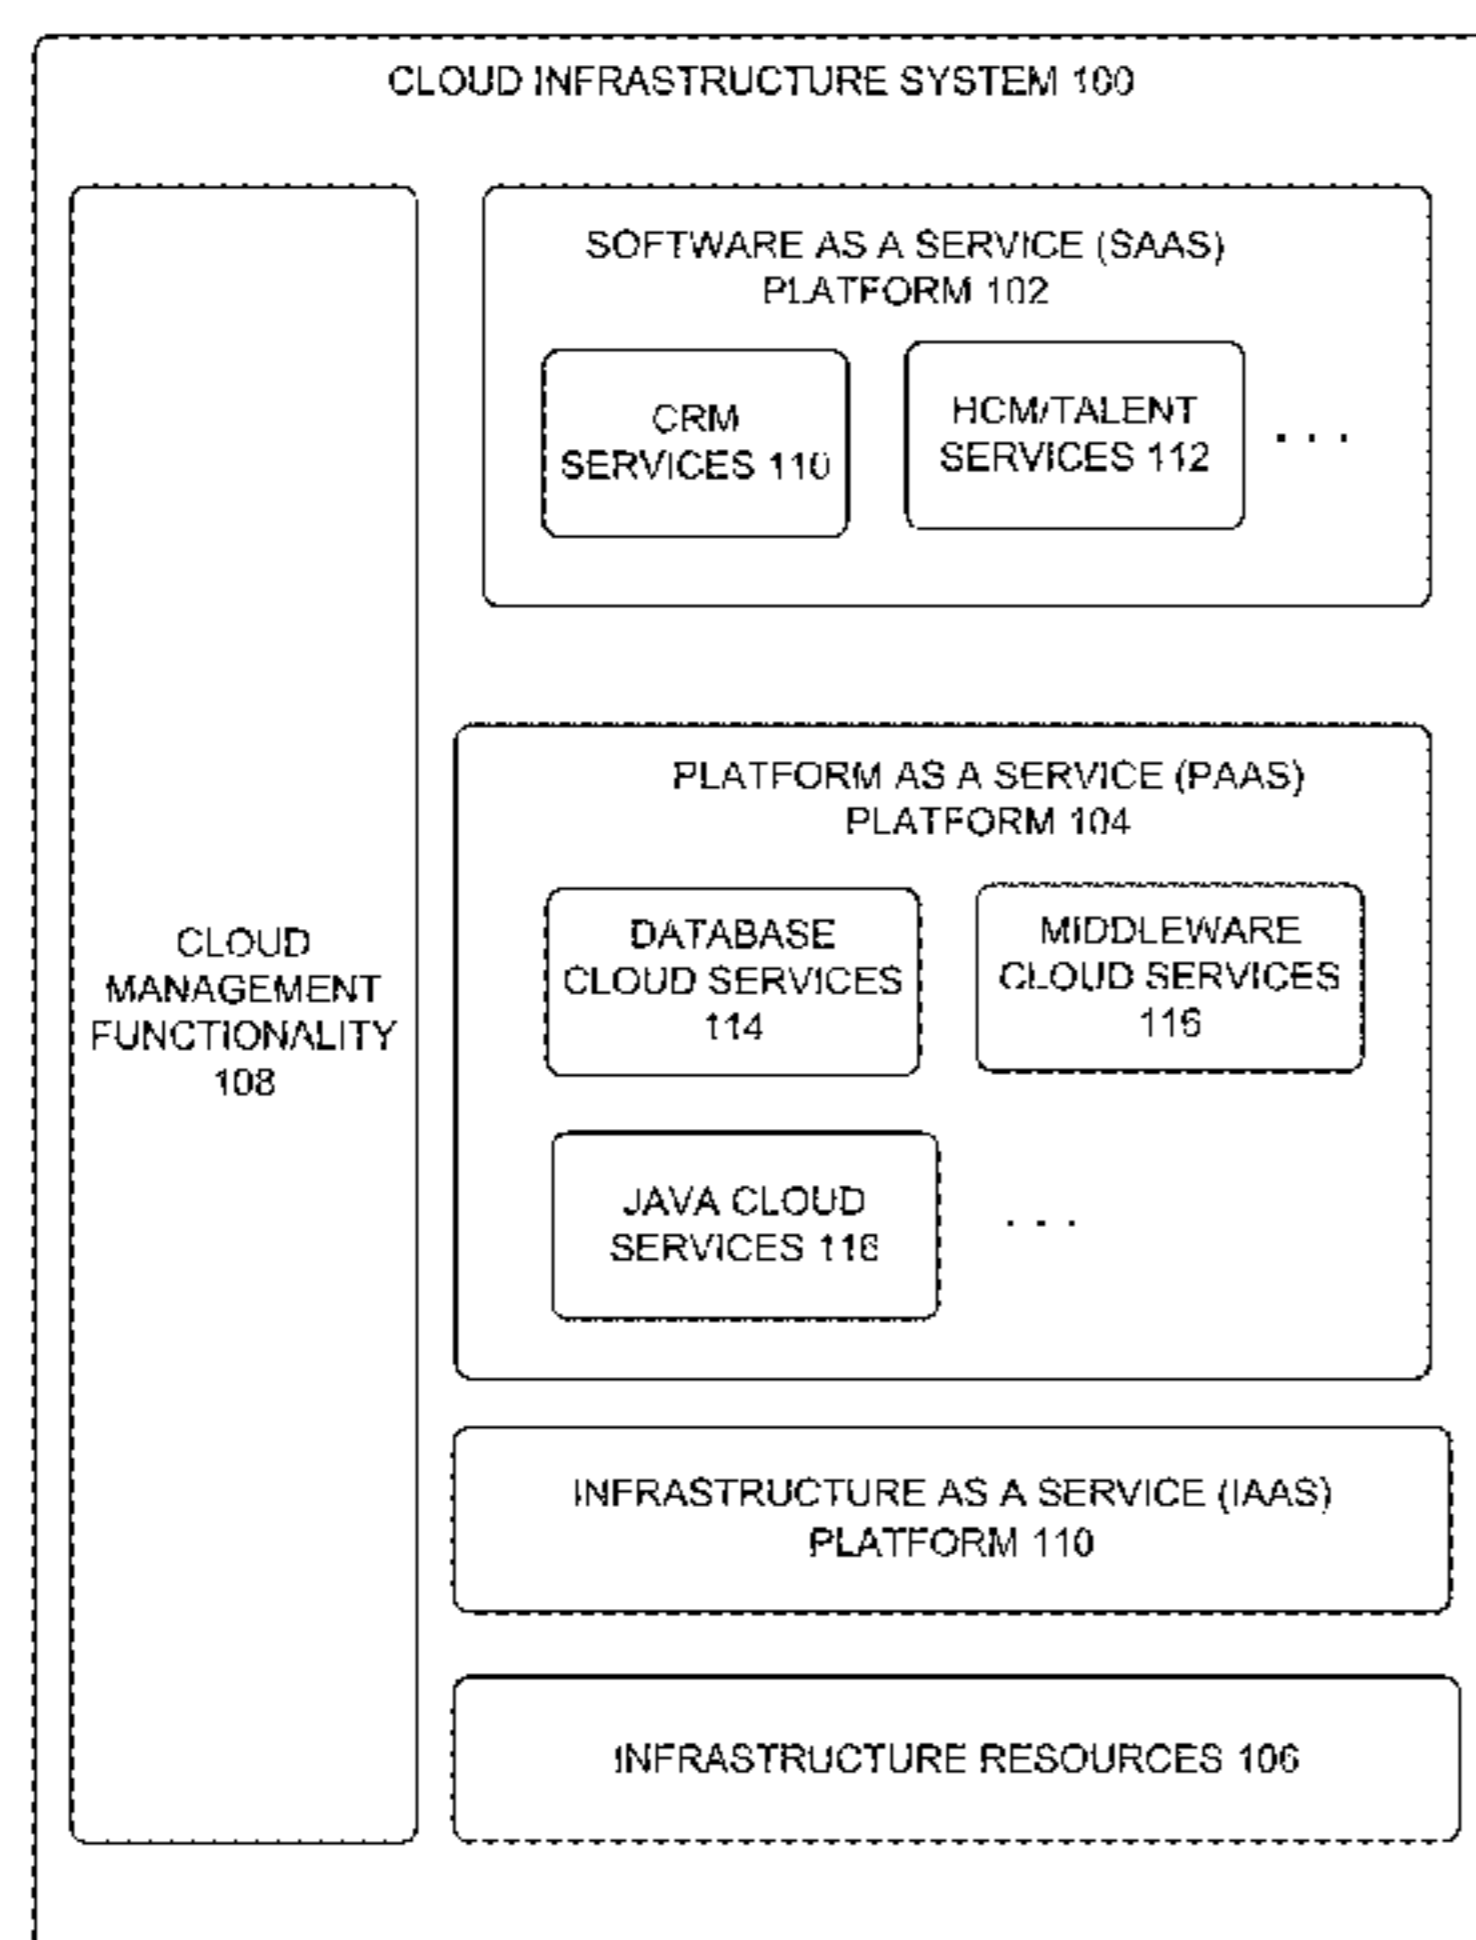 CLOUD INFRASTRUCTURE SYSTEM 100
SOFTWARE AS A SERVICE (SAAS)
PLATFORM 102
CRM
SERVICES 110
HCM/TALENT
SERVICES 112
. . .
PLATFORM AS A SERVICE (PAAS)
PLATFORM 104
DATABASE
CLOUD SERVICES
114
MIDDLEWARE
CLOUD SERVICES
116
JAVA CLOUD
SERVICES 118
. . .
CLOUD
MANAGEMENT
FUNCTIONALITY
108
INFRASTRUCTURE AS A SERVICE (IAAS)
PLATFORM 110
INFRASTRUCTURE RESOURCES 106